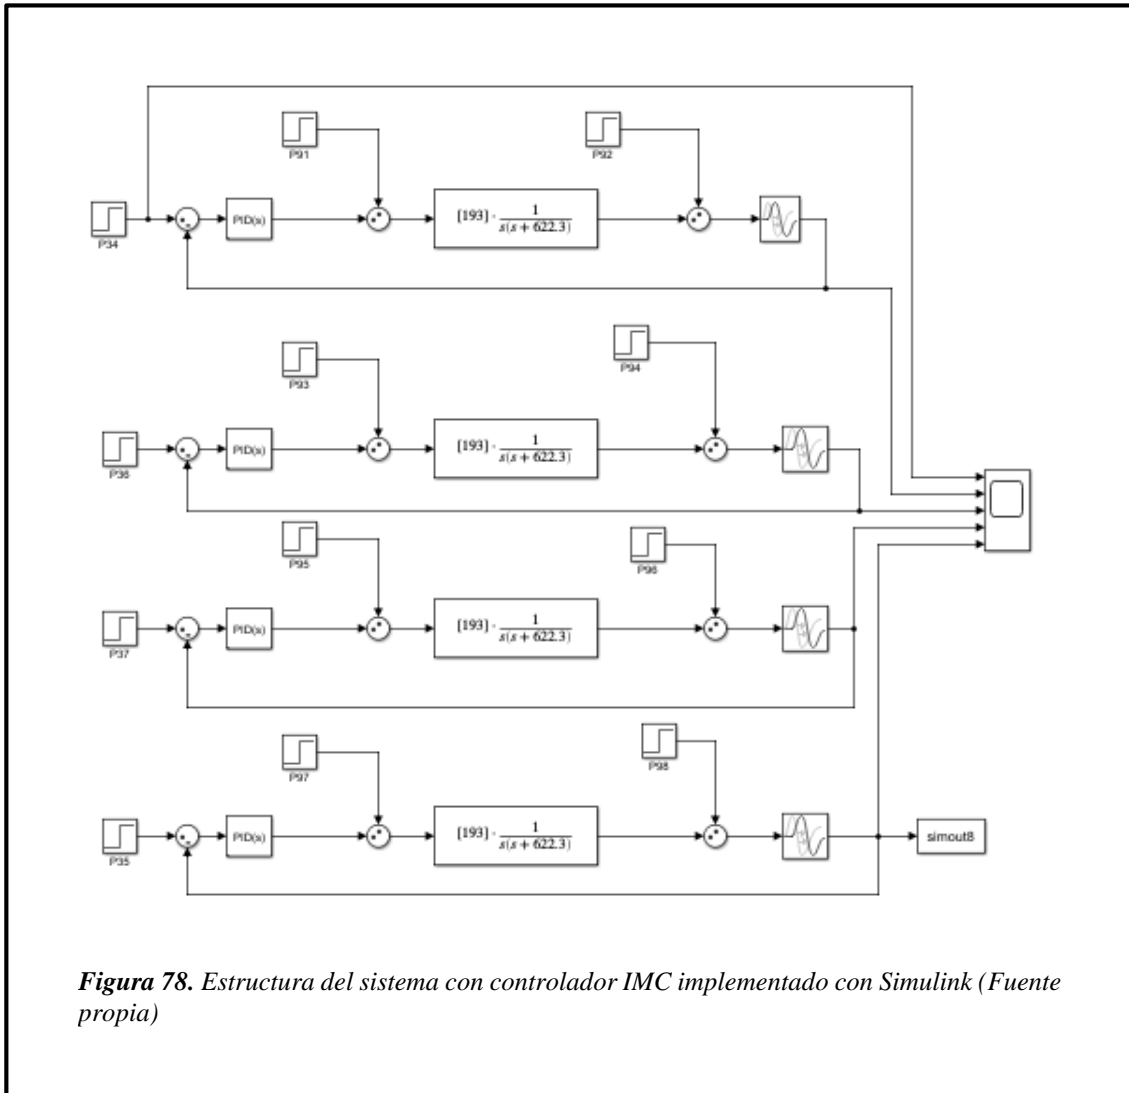 P91
P92
P34
PID(s)
[193] · 1
s(s + 622.3)
P93
P94
P36
PID(s)
[193] · 1
s(s + 622.3)
P95
P96
P37
PID(s)
[193] · 1
s(s + 622.3)
P97
P98
P35
PID(s)
[193] · 1
s(s + 622.3)
simout8
Figura 78. Estructura del sistema con controlador IMC implementado con Simulink (Fuente
propia)